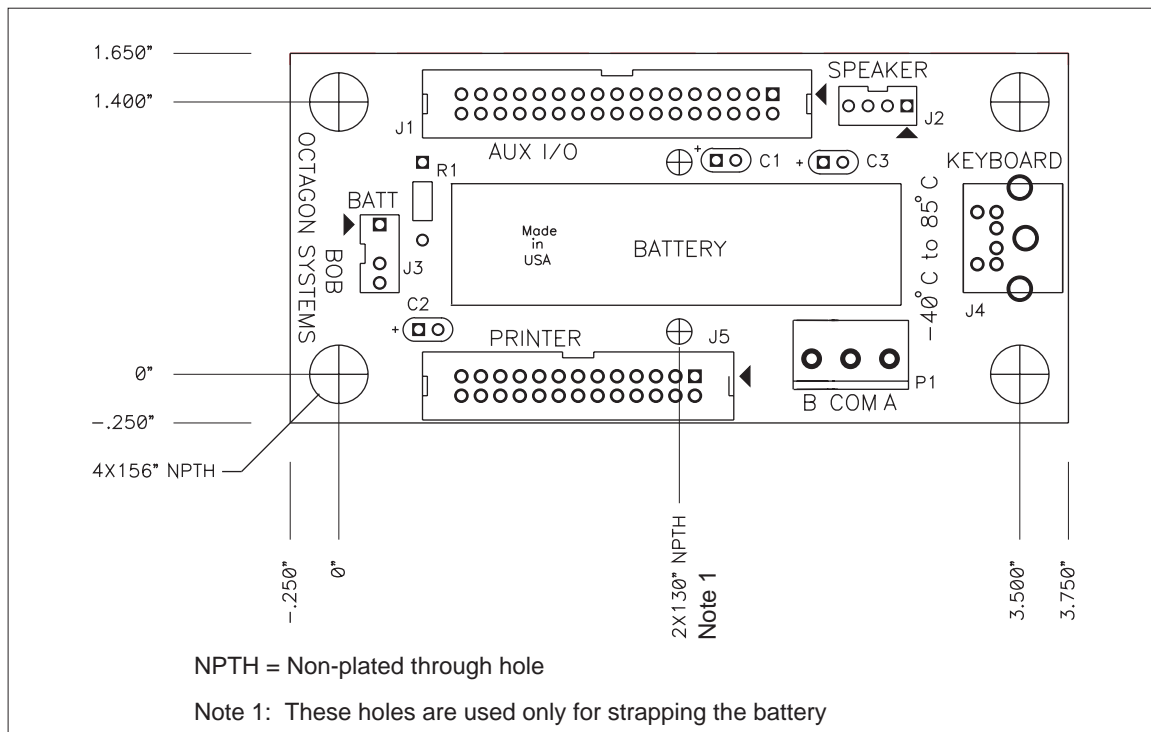 1.650"
SPEAKER
1.400"
J1
J2
AUX I/O
+
C1
+
C3
KEYBOARD
R1
BATT
OCTAGON SYSTEMS
BOB
Made
in
USA
BATTERY
-40°C to 85°C
J3
C2
+
J4
PRINTER
J5
0"
P1
B COM A
-.250"
4X156" NPTH
-.250"
0"
2X130" NPTH
Note 1
3.500"
3.750"
NPTH = Non-plated through hole
Note 1: These holes are used only for strapping the battery